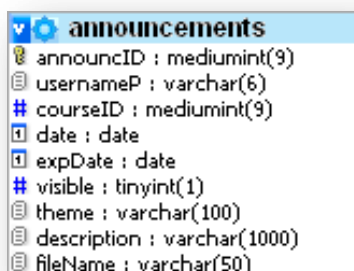 announcements
announcID : mediumint(9)
usernameP : varchar(6)
courseID : mediumint(9)
date : date
expDate : date
visible : tinyint(1)
theme : varchar(100)
description : varchar(1000)
fileName : varchar(50)